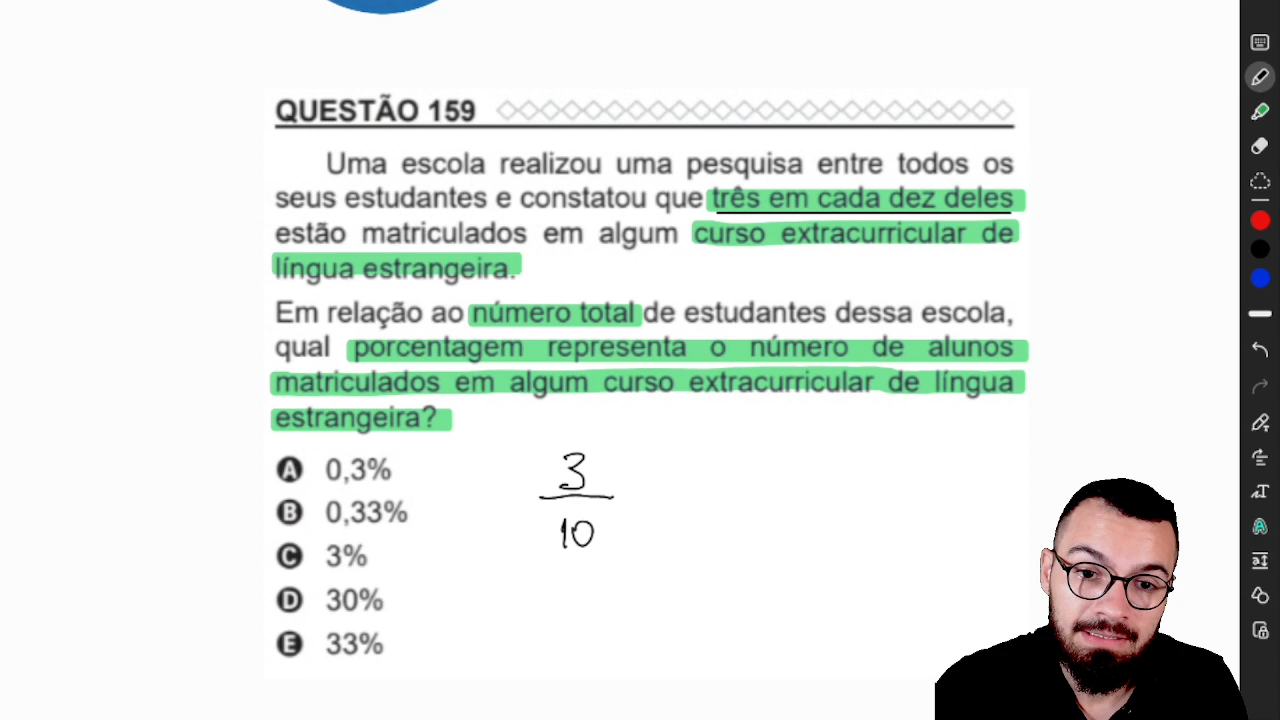 QUESTÃO 159
Uma escola realizou uma pesquisa entre todos os
seus estudantes e constatou que três em cada dez deles
estão matriculados em algum curso extracurricular de
língua estrangeira.
Em relação ao número total de estudantes dessa escola,
qual porcentagem representa o número de alunos
matriculados em algum curso extracurricular de língua
estrangeira?
A 0,3%
B 0,33%
C 3%
D 30%
E 33%
3
10